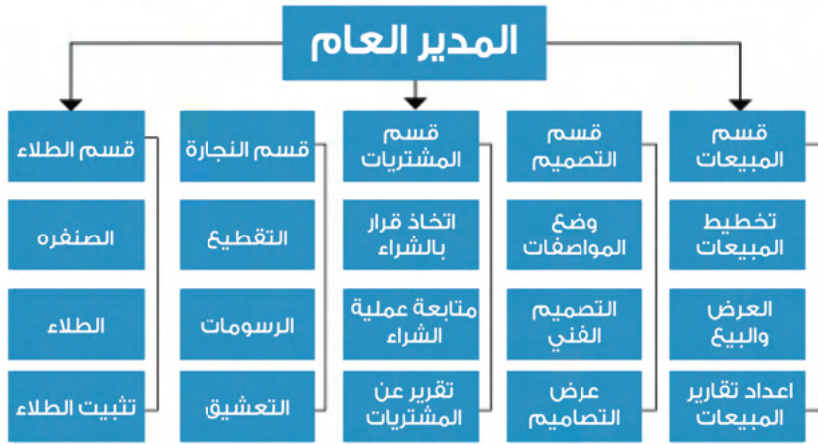 المدير العام
قسم
المبيعات
تخطيط
المبيعات
العرض
والبيع
اعداد تقارير
المبيعات
قسم
التصميم
وضع
المواصفات
التصميم
الفني
عرض
التصاميم
قسم
المشتريات
اتخاذ قرار
بالشراء
متابعة عملية
الشراء
تقرير عن
المشتريات
قسم النجارة
التقطيع
الرسومات
التعشيق
قسم الطلاء
الصنفره
الطلاء
تثبيت الطلاء